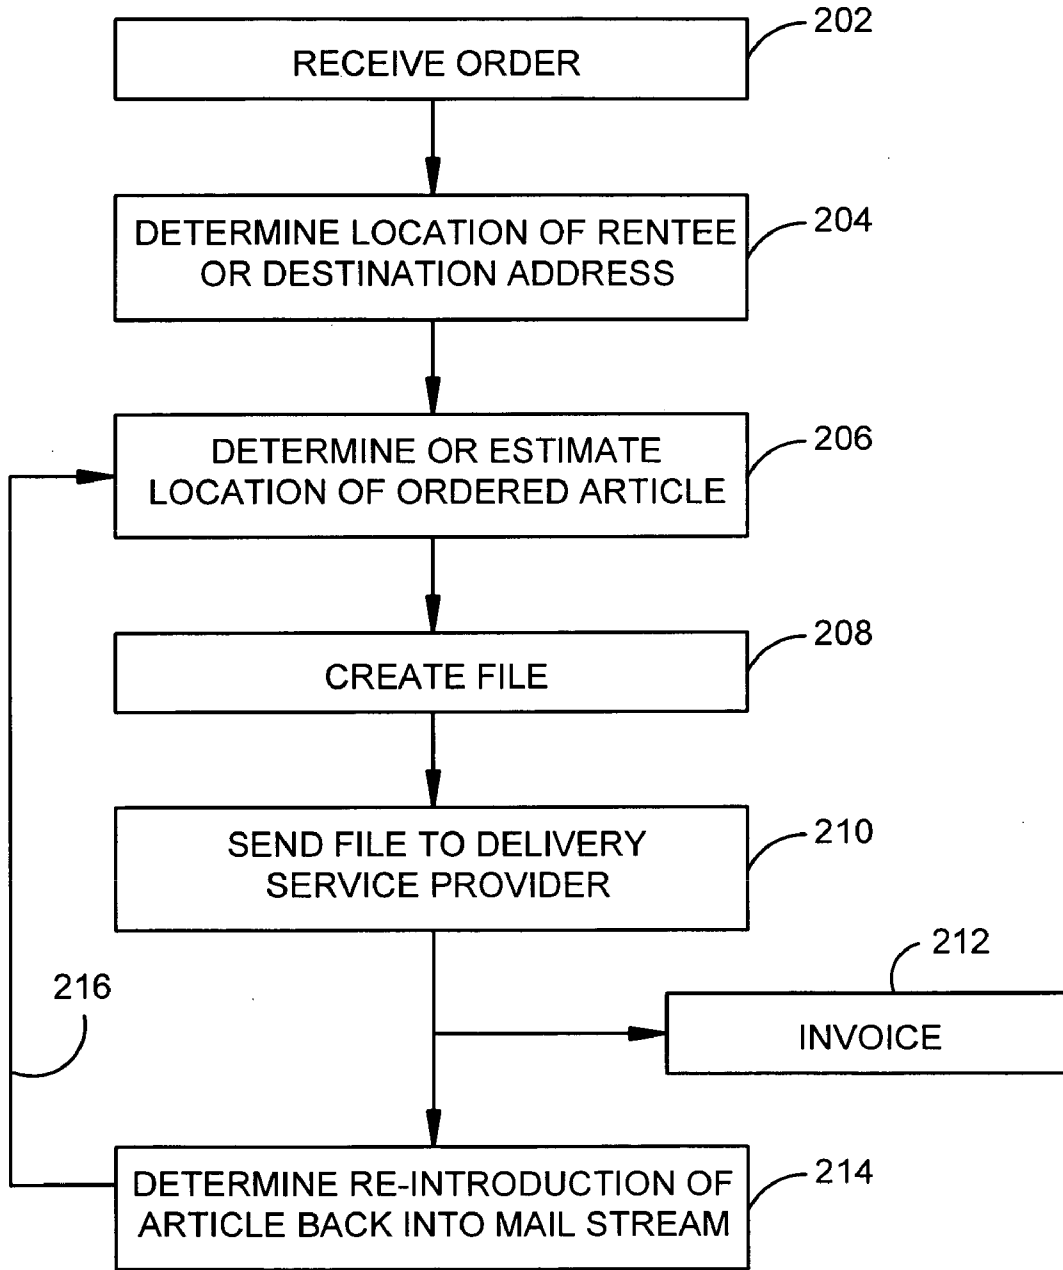 202
RECEIVE ORDER
204
DETERMINE LOCATION OF RENTEE
OR DESTINATION ADDRESS
206
DETERMINE OR ESTIMATE
LOCATION OF ORDERED ARTICLE
208
CREATE FILE
210
SEND FILE TO DELIVERY
SERVICE PROVIDER
212
216
INVOICE
214
DETERMINE RE-INTRODUCTION OF
ARTICLE BACK INTO MAIL STREAM